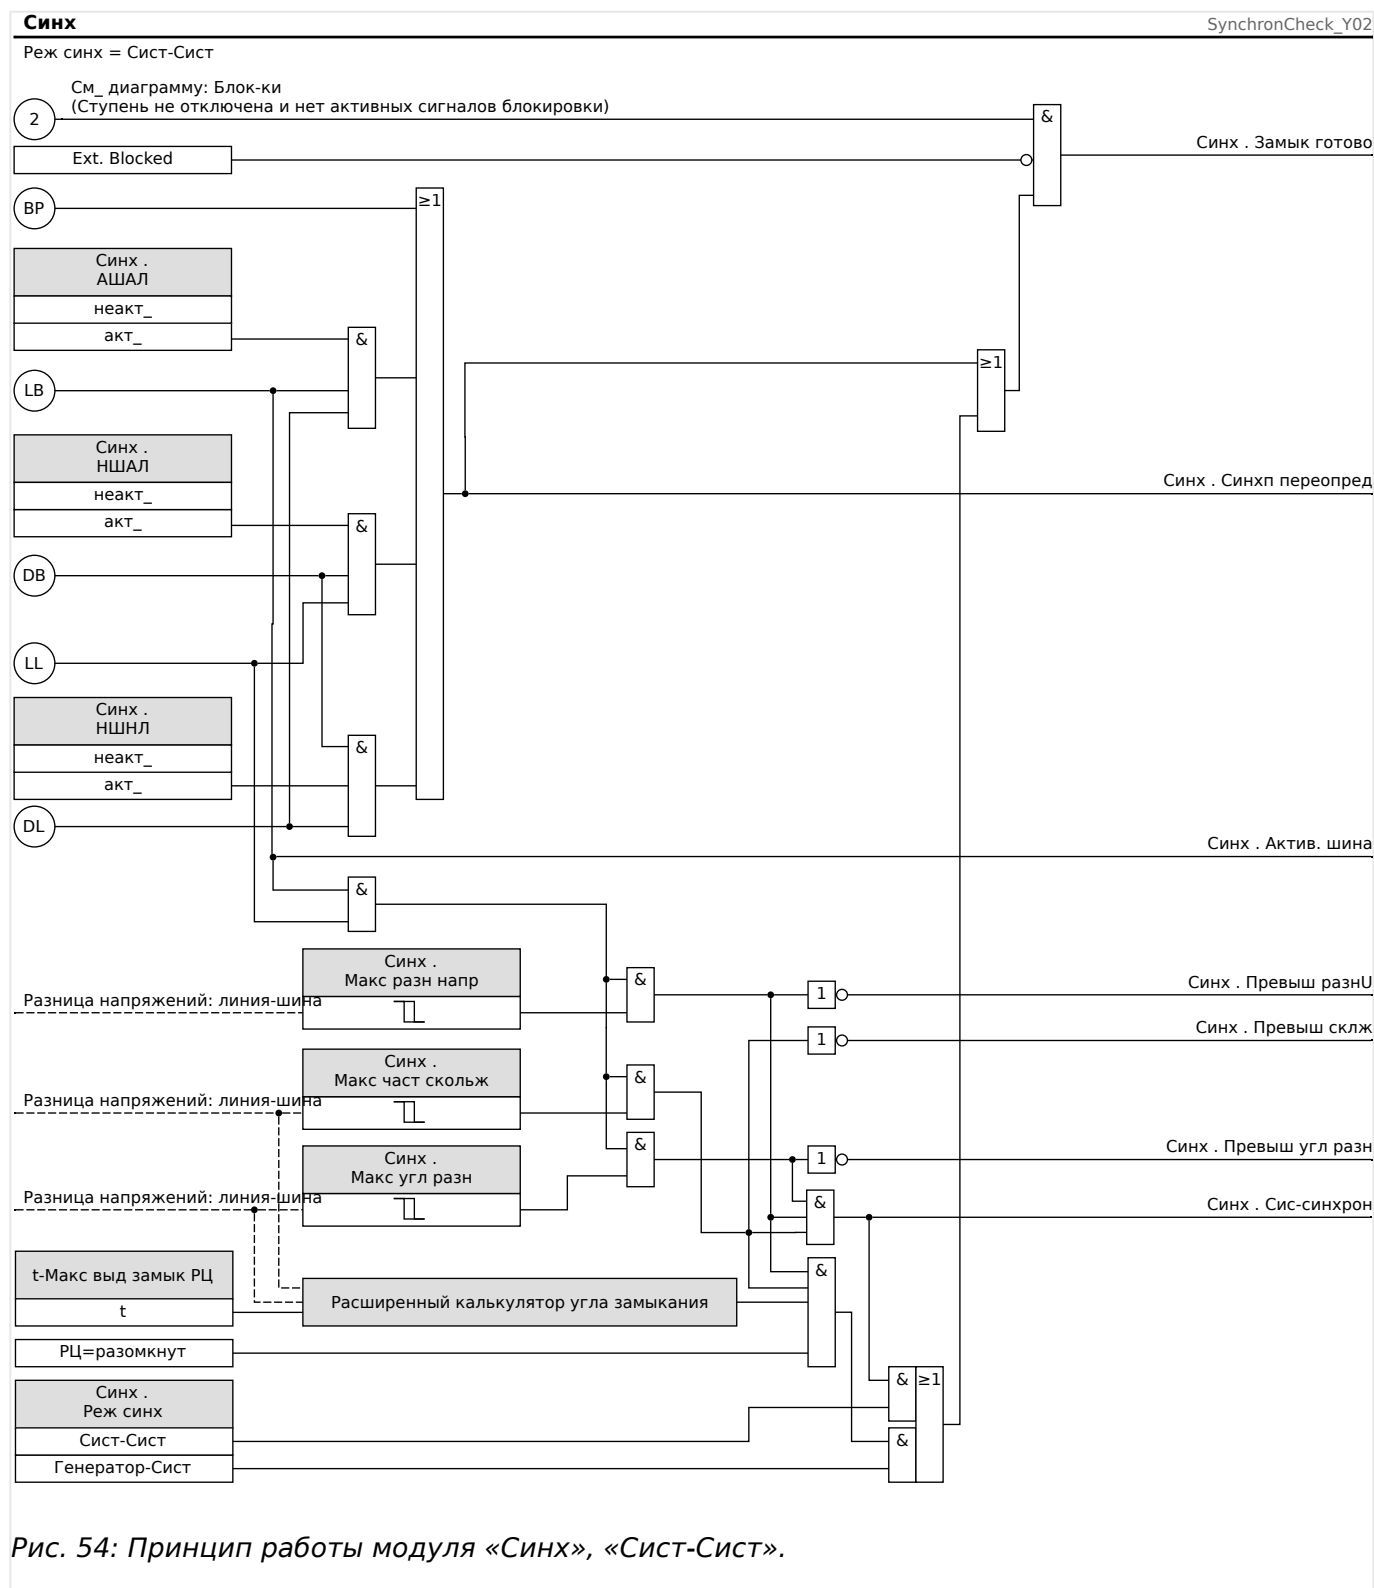 Синх
SynchronCheck_Y02
Реж синх = Сист-Сист
См_ диаграмму: Блок-ки
(Ступень не отключена и нет активных сигналов блокировки)
2
&
Синх . Замык готово
Ext. Blocked
BP
≥1
Синх .
АШАЛ
неакт_
акт_
&
≥1
LB
Синх .
НШАЛ
неакт_
акт_
&
Синх . Синхп переопред
DB
LL
Синх .
НШНЛ
неакт_
акт_
&
DL
Синх . Актив. шина
&
Синх .
Макс разн напр
&
Разница напряжений: линия-шина
1
Синх . Превыш разнU
1
Синх . Превыш склж
Синх .
Макс част скольж
&
Разница напряжений: линия-шина
Синх .
Макс угл разн
&
1
Синх . Превыш угл разн
Разница напряжений: линия-шина
&
Синх . Сис-синхрон
t-Макс выд замык РЦ
t
Расширенный калькулятор угла замыкания
&
РЦ=разомкнут
Синх .
Реж синх
Сист-Сист
Генератор-Сист
&
≥1
&
Рис. 54: Принцип работы модуля «Синх», «Сист-Сист».